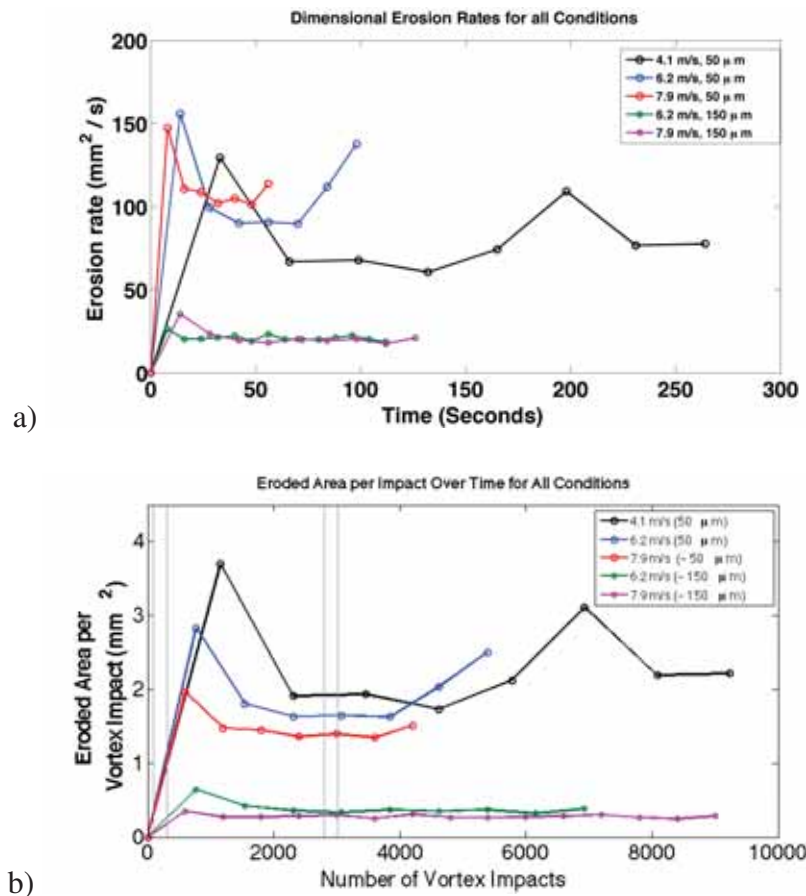 Dimensional Erosion Rates for all Conditions
200
150
100
50
0
Erosion rate (mm² / s)
4.1 m/s, 50 μ m
6.2 m/s, 50 μ m
7.9 m/s, 50 μ m
6.2 m/s, 150 μ m
7.9 m/s, 150 μ m
0 50 100 150 200 250 300
Time (Seconds)
a)
Eroded Area per Impact Over Time for All Conditions
4
3
2
1
0
Eroded Area per
Vortex Impact (mm²)
4.1 m/s (50 μ m)
6.2 m/s (50 μ m)
7.9 m/s (~ 50 μ m)
6.2 m/s (~ 150 μ m)
7.9 m/s (~ 150 μ m)
0 2000 4000 6000 8000 10000
Number of Vortex Impacts
b)